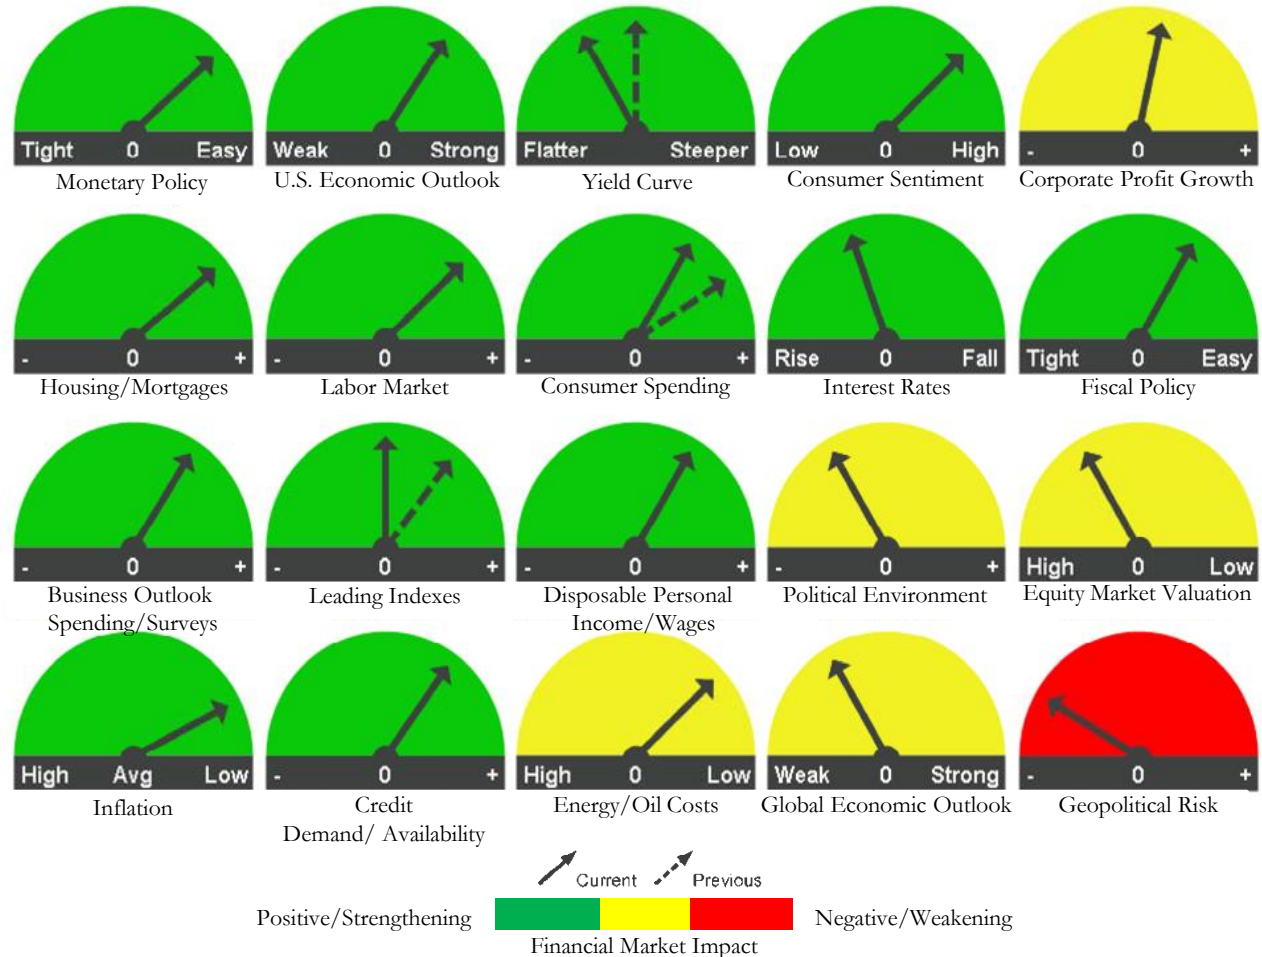 Tight 0 Easy
Weak 0 Strong
Flatter Steeper
Low 0 High
- 0 +
Monetary Policy
U.S. Economic Outlook
Yield Curve
Consumer Sentiment
Corporate Profit Growth
- 0 +
- 0 +
- 0 +
Rise 0 Fall
Tight 0 Easy
Housing/Mortgages
Labor Market
Consumer Spending
Interest Rates
Fiscal Policy
- 0 +
- 0 +
- 0 +
- 0 +
High 0 Low
Business Outlook
Spending/Surveys
Leading Indexes
Disposable Personal
Income/Wages
Political Environment
Equity Market Valuation
High Avg Low
- 0 +
High 0 Low
Weak 0 Strong
- 0 +
Inflation
Credit
Demand/ Availability
Energy/Oil Costs
Global Economic Outlook
Geopolitical Risk
Current Previous
Positive/Strengthening
Negative/Weakening
Financial Market Impact